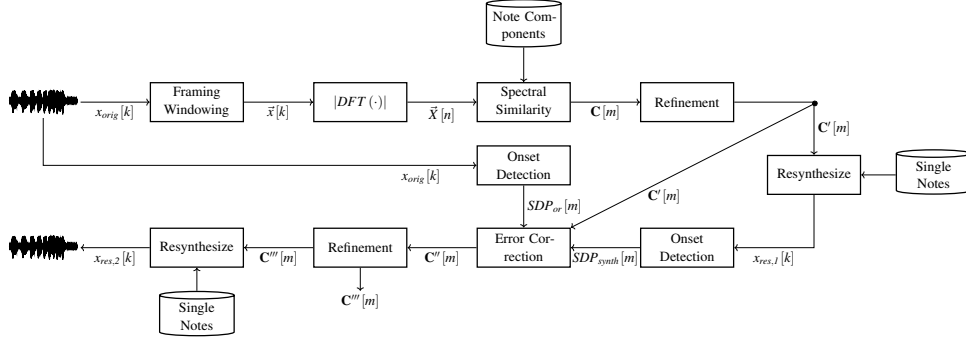 Note Com-
ponents
Framing
Windowing
|DFT (·)|
Spectral
Similarity
Refinement
x_orig[k]
x⃗[k]
X⃗[n]
C[m]
C′[m]
Onset
Detection
x_orig[k]
Resynthesize
Single
Notes
SDP_or[m]
C′[m]
Resynthesize
Refinement
Error Cor-
rection
Onset
Detection
x_res,2[k]
C′′′[m]
C′′[m]
SDP_synth[m]
x_res,1[k]
C′′′[m]
Single
Notes